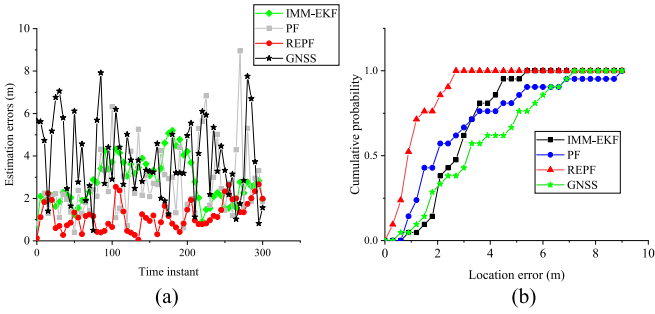 (a)
IMM-EKF
PF
REPF
GNSS
Estimation errors (m)
10
8
6
4
2
0
0
100
200
300
Time instant
(b)
Cumulative probability
1.0
0.5
0.0
IMM-EKF
PF
REPF
GNSS
0
2
4
6
8
10
Location error (m)
(a)
(b)